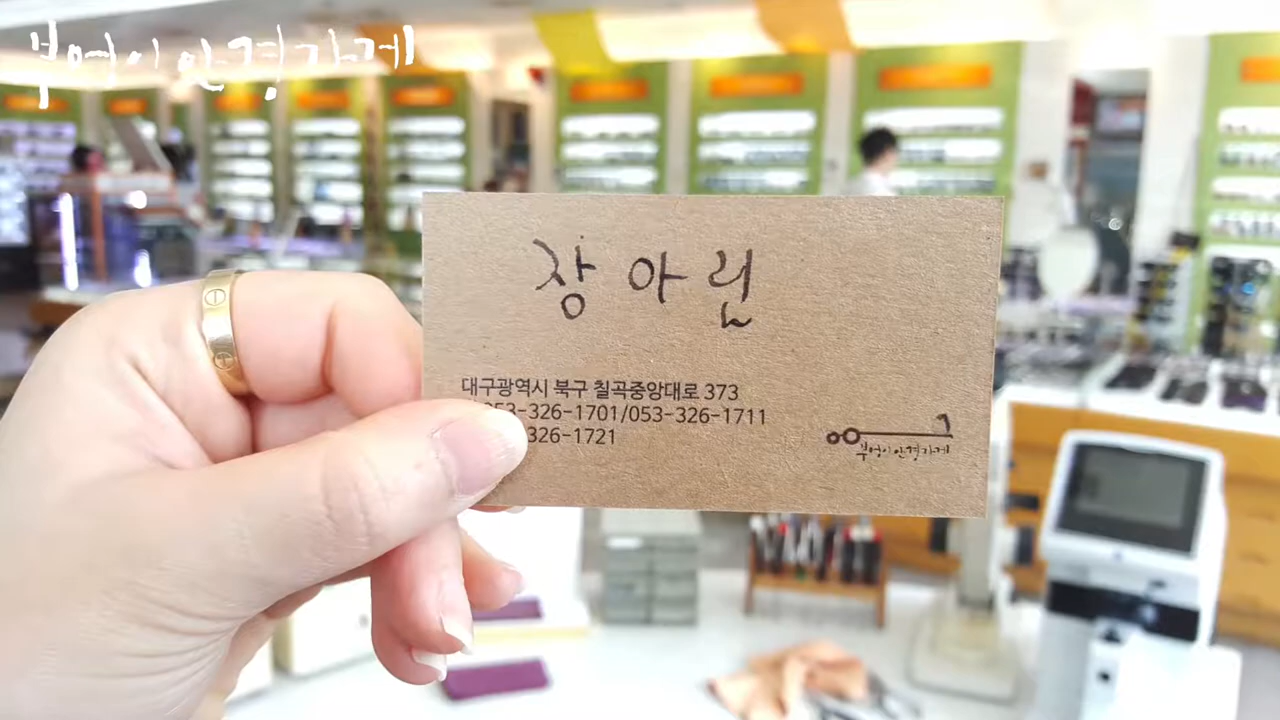 부엉이안경가게
장아린
대구광역시 북구 칠곡중앙대로 373
053-326-1701/053-326-1711
326-1721
부엉이안경가게